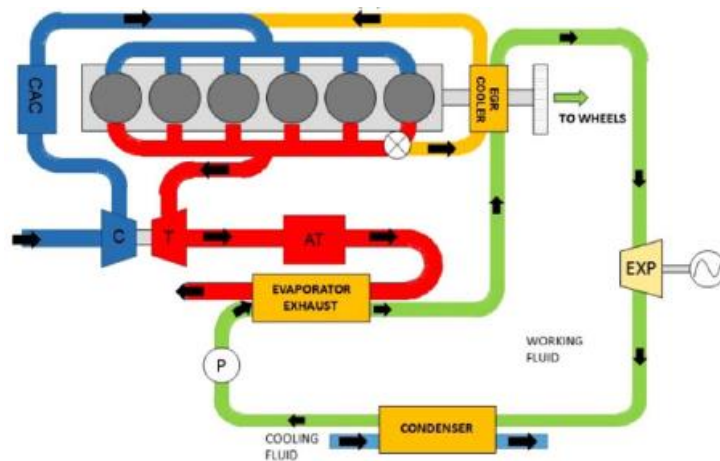 CAC
EGR
COOLER
TO WHEELS
C
T
AT
EXP
EVAPORATOR
EXHAUST
WORKING
FLUID
P
CONDENSER
COOLING
FLUID